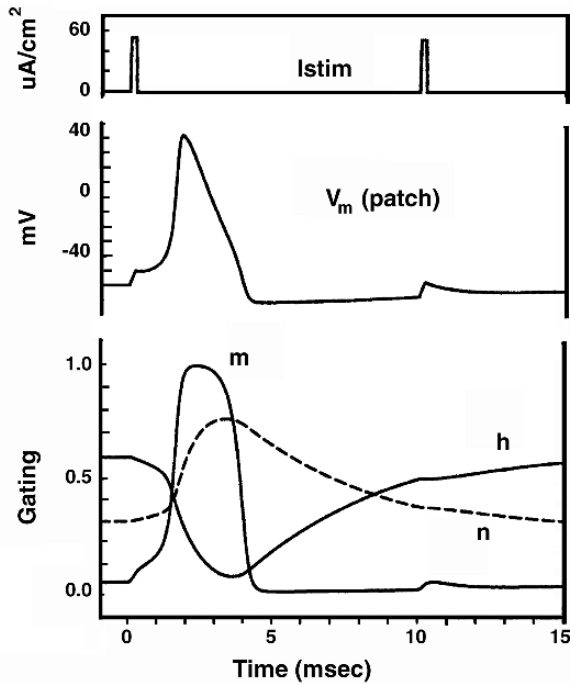 60
uA/cm²
Istim
0
40
0
mV
Vₘ (patch)
-40
1.0
m
h
Gating
0.5
n
0.0
0 5 10 15
Time (msec)